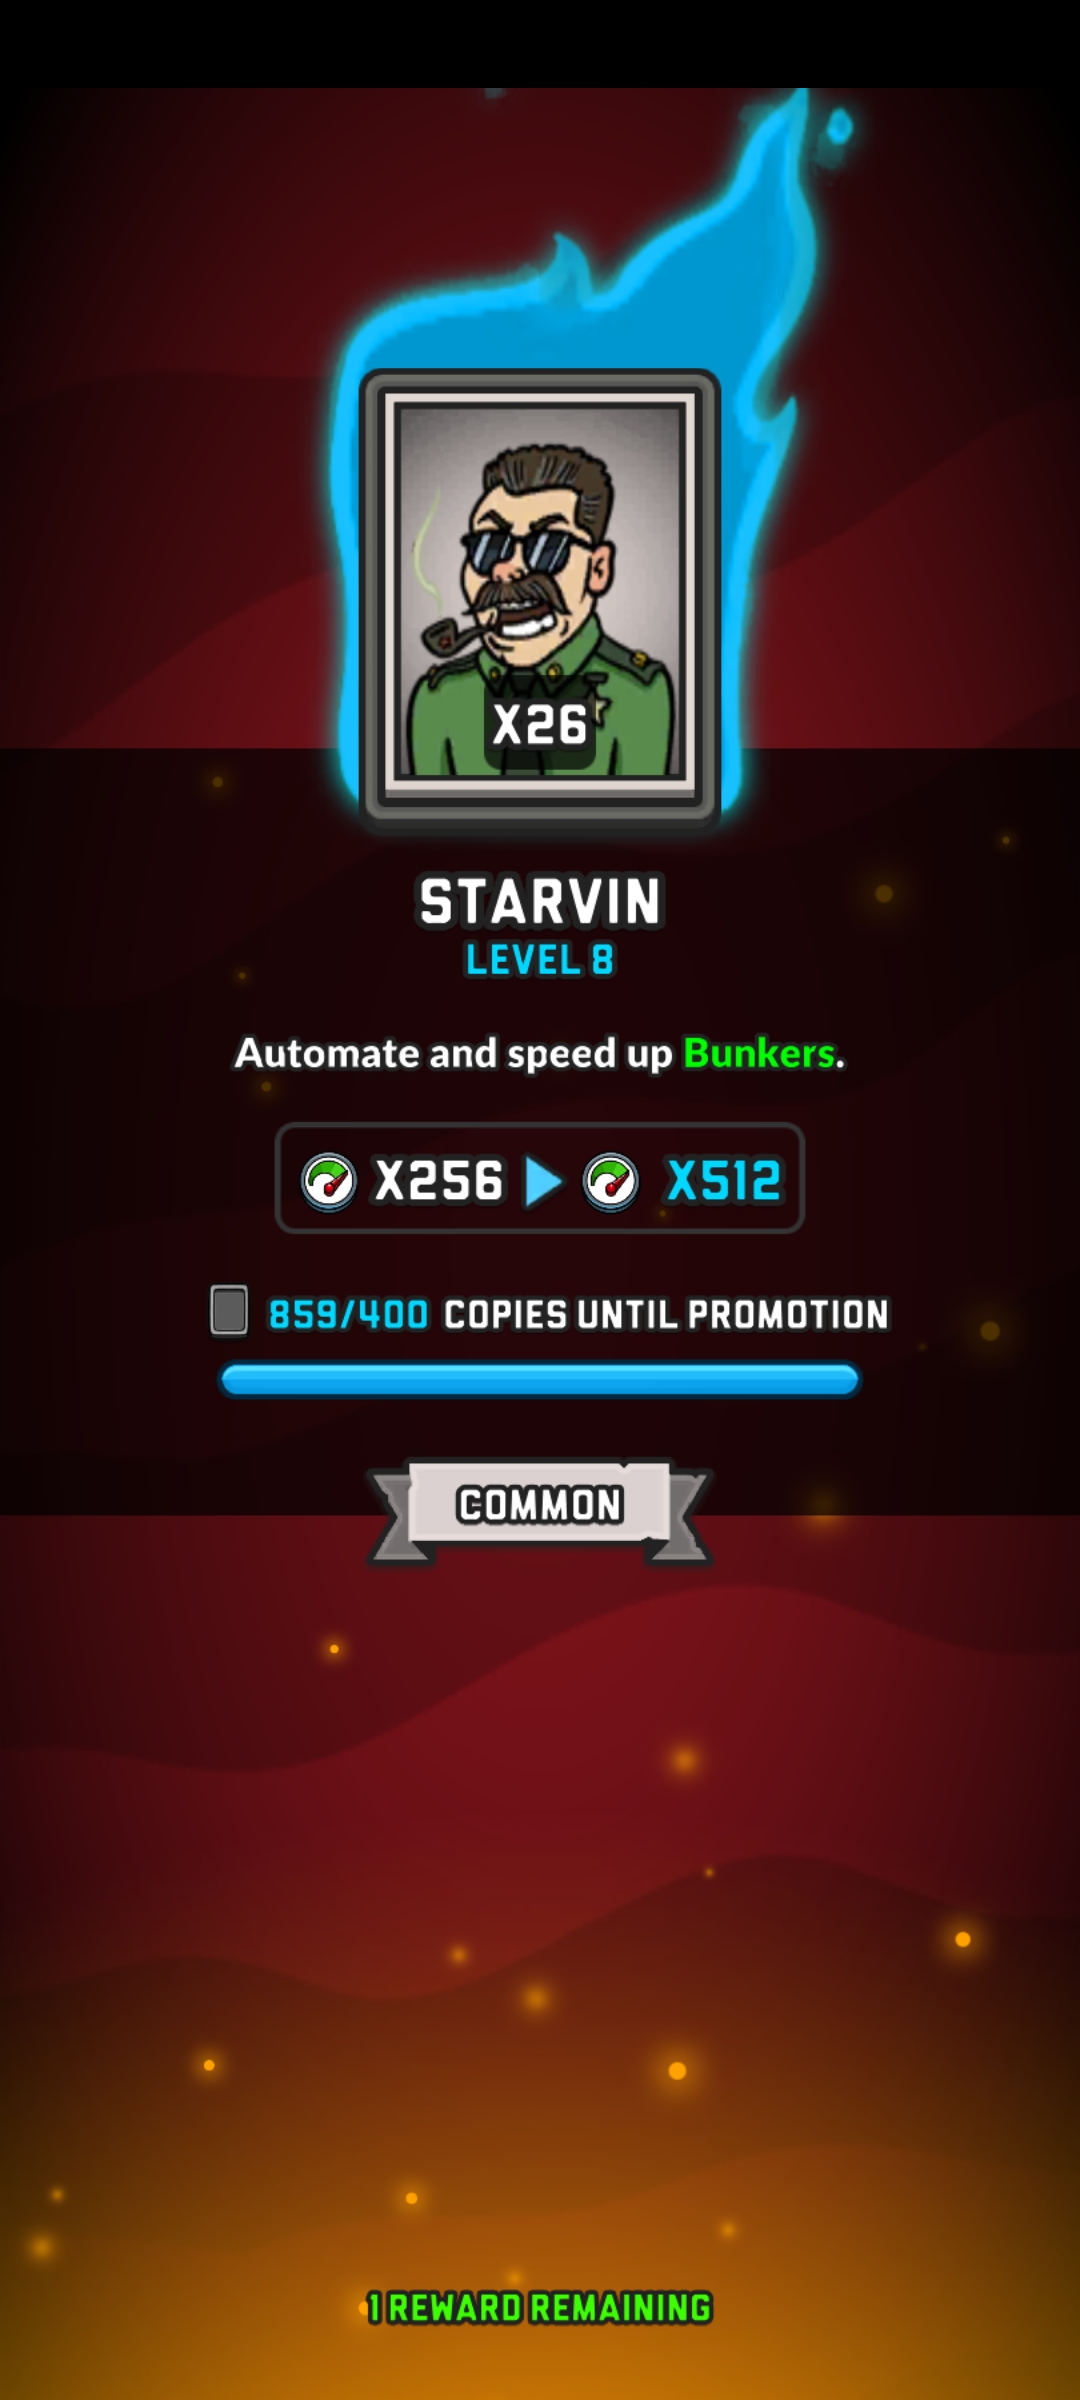 X26
STARVIN
LEVEL 8
Automate and speed up Bunkers.
X256 X512
859/400 COPIES UNTIL PROMOTION
COMMON
1 REWARD REMAINING